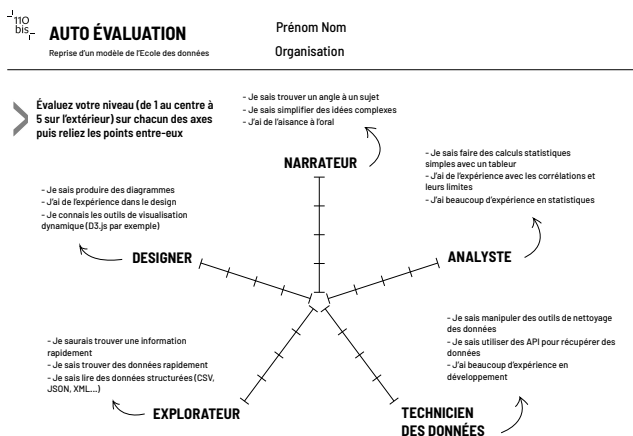 110
bis_
AUTO ÉVALUATION
Reprise d'un modèle de l'Ecole des données
Prénom Nom
Organisation
Évaluez votre niveau (de 1 au centre à
5 sur l'extérieur) sur chacun des axes
puis reliez les points entre-eux
- Je sais trouver un angle à un sujet
- Je sais simplifier des idées complexes
- J'ai de l'aisance à l'oral
NARRATEUR
- Je sais faire des calculs statistiques
simples avec un tableur
- J'ai de l'expérience avec les corrélations et
leurs limites
- J'ai beaucoup d'expérience en statistiques
ANALYSTE
- Je sais produire des diagrammes
- J'ai de l'expérience dans le design
- Je connais les outils de visualisation
dynamique (D3.js par exemple)
DESIGNER
- Je saurais trouver une information
rapidement
- Je sais trouver des données rapidement
- Je sais lire des données structurées (CSV,
JSON, XML...)
EXPLORATEUR
- Je sais manipuler des outils de nettoyage
des données
- Je sais utiliser des API pour récupérer des
données
- J'ai beaucoup d'expérience en
développement
TECHNICIEN
DES DONNÉES